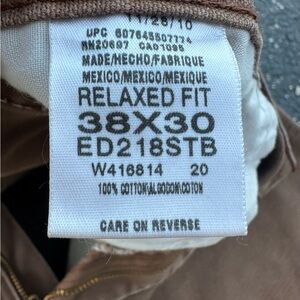 11/28/10
UPC 607645507774
RN20697 CA01095
MADE/HECHO/FABRIQUE
MEXICO/MEXICO/MEXIQUE
RELAXED FIT
38X30
ED218STB
W416814 20
100% COTTON/ALGODON/COTON
CARE ON REVERSE